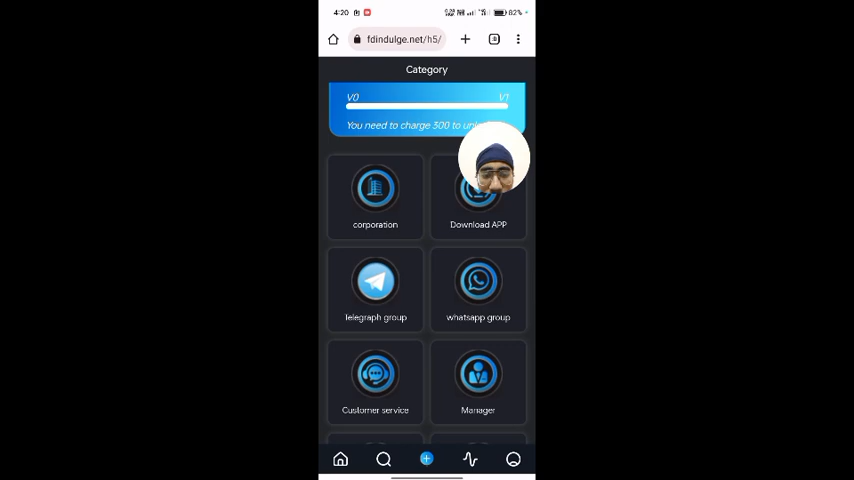 4:20
82%
fdindulge.net/h5/
Category
V0
V1
You need to charge 300 to
corporation
Download APP
Telegraph group
whatsapp group
Customer service
Manager